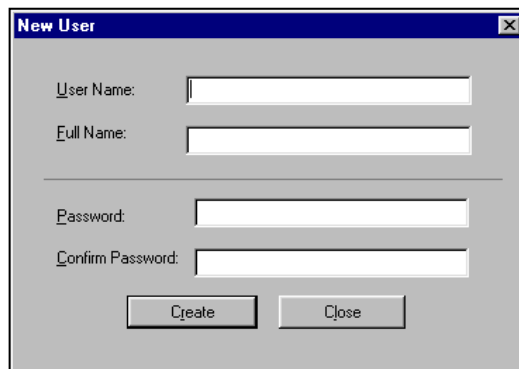 New User
User Name:
Full Name:
Password:
Confirm Password:
Create Close